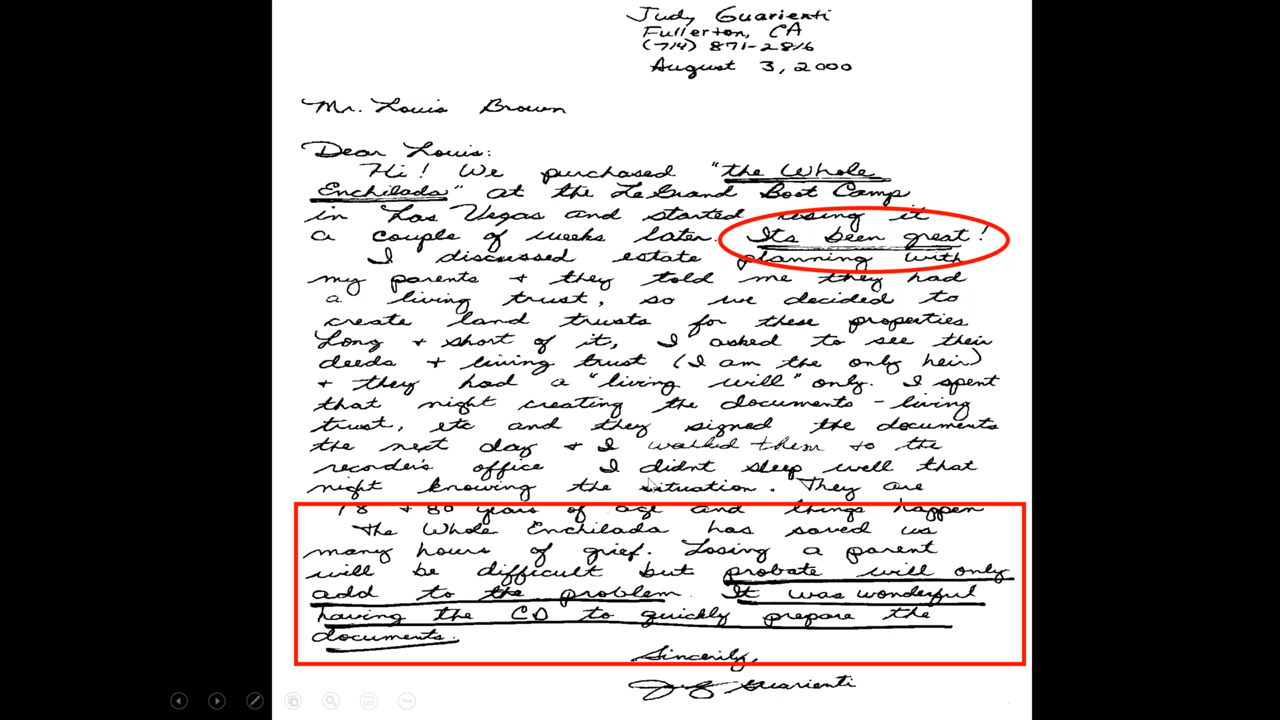 Judy Guarienti
Fullerton, CA
(714) 871-2816
August 3, 2000
Mr. Louis Brown
Dear Louis:
Hi! We purchased "the Whole
Enchilada" at the LeGrand Boot Camp
in Las Vegas and started using it
a couple of weeks later. Its been great!
I discussed estate planning with
my parents + they told me they had
a living trust, so we decided to
create land trusts for these properties
Long + short of it, I asked to see their
deeds + living trust (I am the only heir)
+ they had a "living will" only. I spent
that night creating the documents - living
trust, etc and they signed the documents
the next day + I walked them to the
recorder's office I didnt sleep well that
night knowing the situation. They are
78 + 80 years of age and things happen
The Whole Enchilada has saved us
many hours of grief. Losing a parent
will be difficult but probate will only
add to the problem. It was wonderful
having the CD to quickly prepare the
documents.
Sincerily,
Judy Guarienti